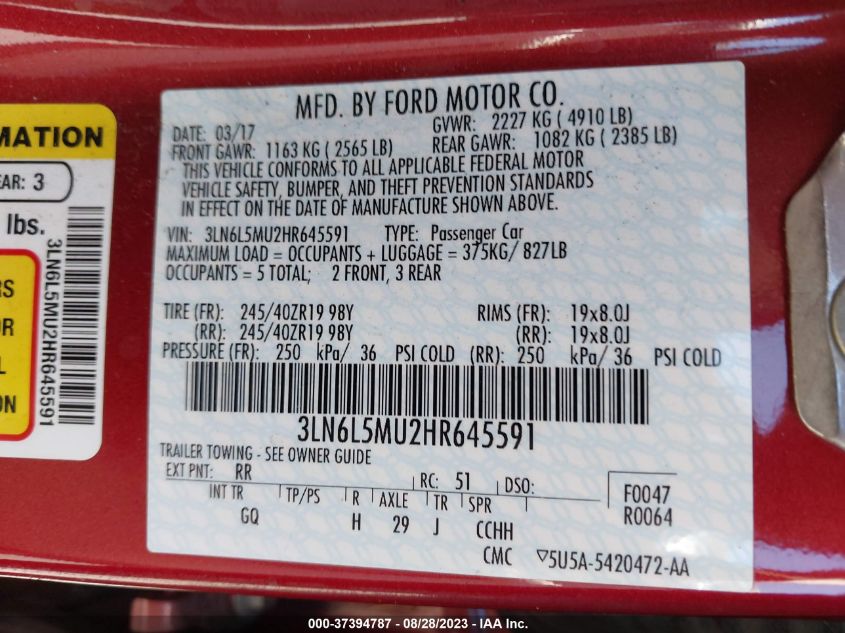 MFD. BY FORD MOTOR CO.
DATE: 03/17 GVWR: 2227 KG ( 4910 LB)
FRONT GAWR: 1163 KG ( 2565 LB) REAR GAWR: 1082 KG ( 2385 LB)
THIS VEHICLE CONFORMS TO ALL APPLICABLE FEDERAL MOTOR
VEHICLE SAFETY, BUMPER, AND THEFT PREVENTION STANDARDS
IN EFFECT ON THE DATE OF MANUFACTURE SHOWN ABOVE.
VIN: 3LN6L5MU2HR645591 TYPE: Passenger Car
MAXIMUM LOAD = OCCUPANTS + LUGGAGE = 375KG/ 827LB
OCCUPANTS = 5 TOTAL; 2 FRONT, 3 REAR
TIRE (FR): 245/40ZR19 98Y RIMS (FR): 19x8.0J
(RR): 245/40ZR19 98Y (RR): 19x8.0J
PRESSURE (FR): 250 kPa/ 36 PSI COLD (RR): 250 kPa/ 36 PSI COLD
3LN6L5MU2HR645591
TRAILER TOWING - SEE OWNER GUIDE
EXT PNT: RR RC: 51 DSO:
INT TR TP/PS R AXLE TR SPR F0047
GQ H 29 J CCHH R0064
CMC ▽5U5A-5420472-AA
MATION
EAR: 3
lbs.
3LN6L5MU2HR645591
RS
OR
L
ON
000-37394787 - 08/28/2023 - IAA Inc.